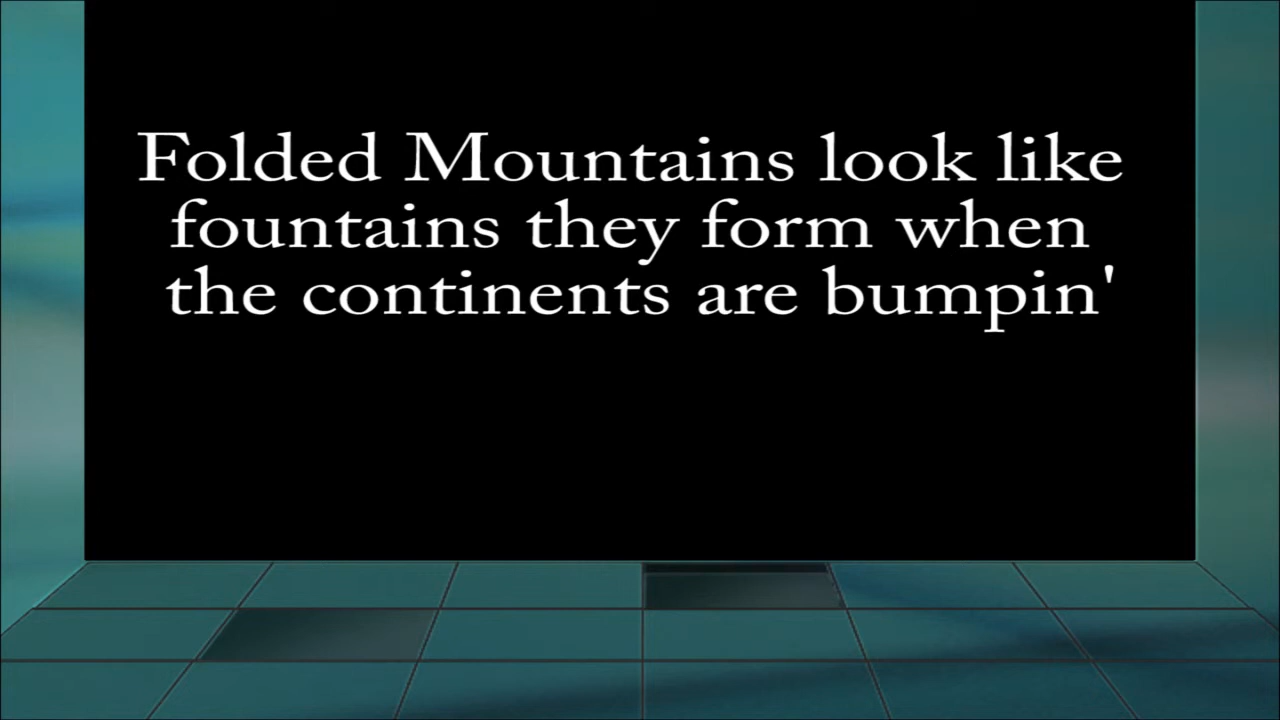 Folded Mountains look like
fountains they form when
the continents are bumpin'